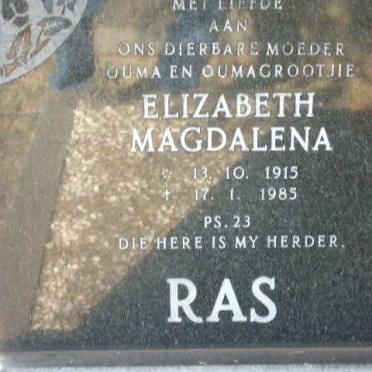 MET LIEFDE
AAN
ONS DIERBARE MOEDER
OUMA EN OUMAGROOTJIE
ELIZABETH
MAGDALENA
☆ 13. 10. 1915
† 17. 1. 1985
PS. 23
DIE HERE IS MY HERDER.
RAS